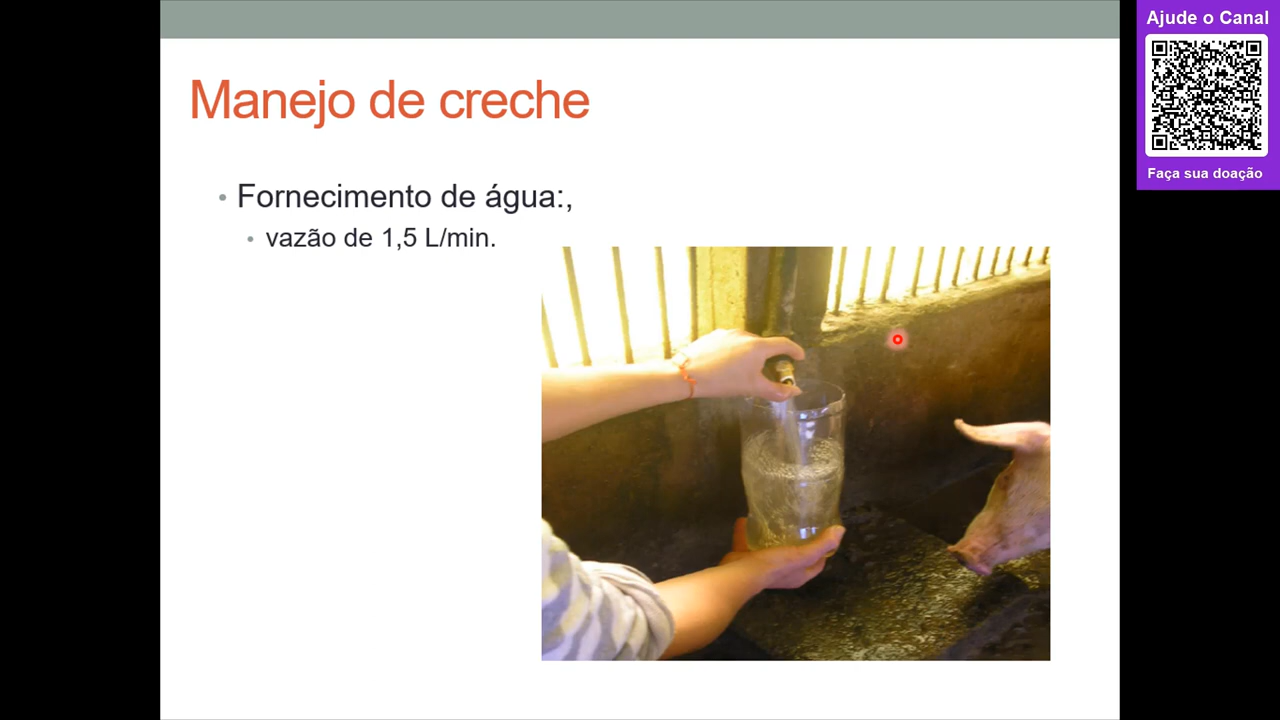 Manejo de creche
Fornecimento de água:,
vazão de 1,5 L/min.
Ajude o Canal
Faça sua doação